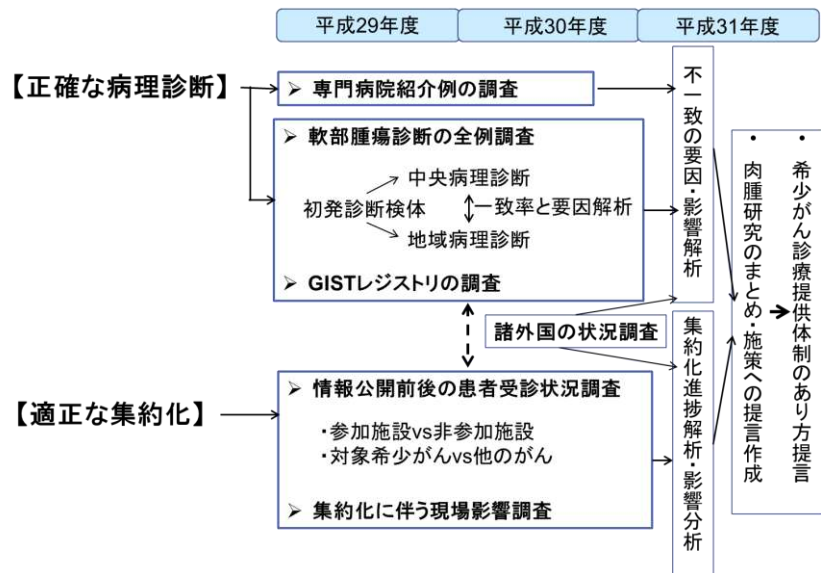 平成29年度
平成30年度
平成31年度
【正確な病理診断】
➢ 専門病院紹介例の調査
➢ 軟部腫瘍診断の全例調査
中央病理診断
初発診断検体
一致率と要因解析
地域病理診断
➢ GISTレジストリの調査
不一致の要因・影響解析
諸外国の状況調査
【適正な集約化】
➢ 情報公開前後の患者受診状況調査
・参加施設vs非参加施設
・対象希少がんvs他のがん
➢ 集約化に伴う現場影響調査
集約化進捗解析・影響分析
・肉腫研究のまとめ・施策への提言作成
・希少がん診療提供体制のあり方提言